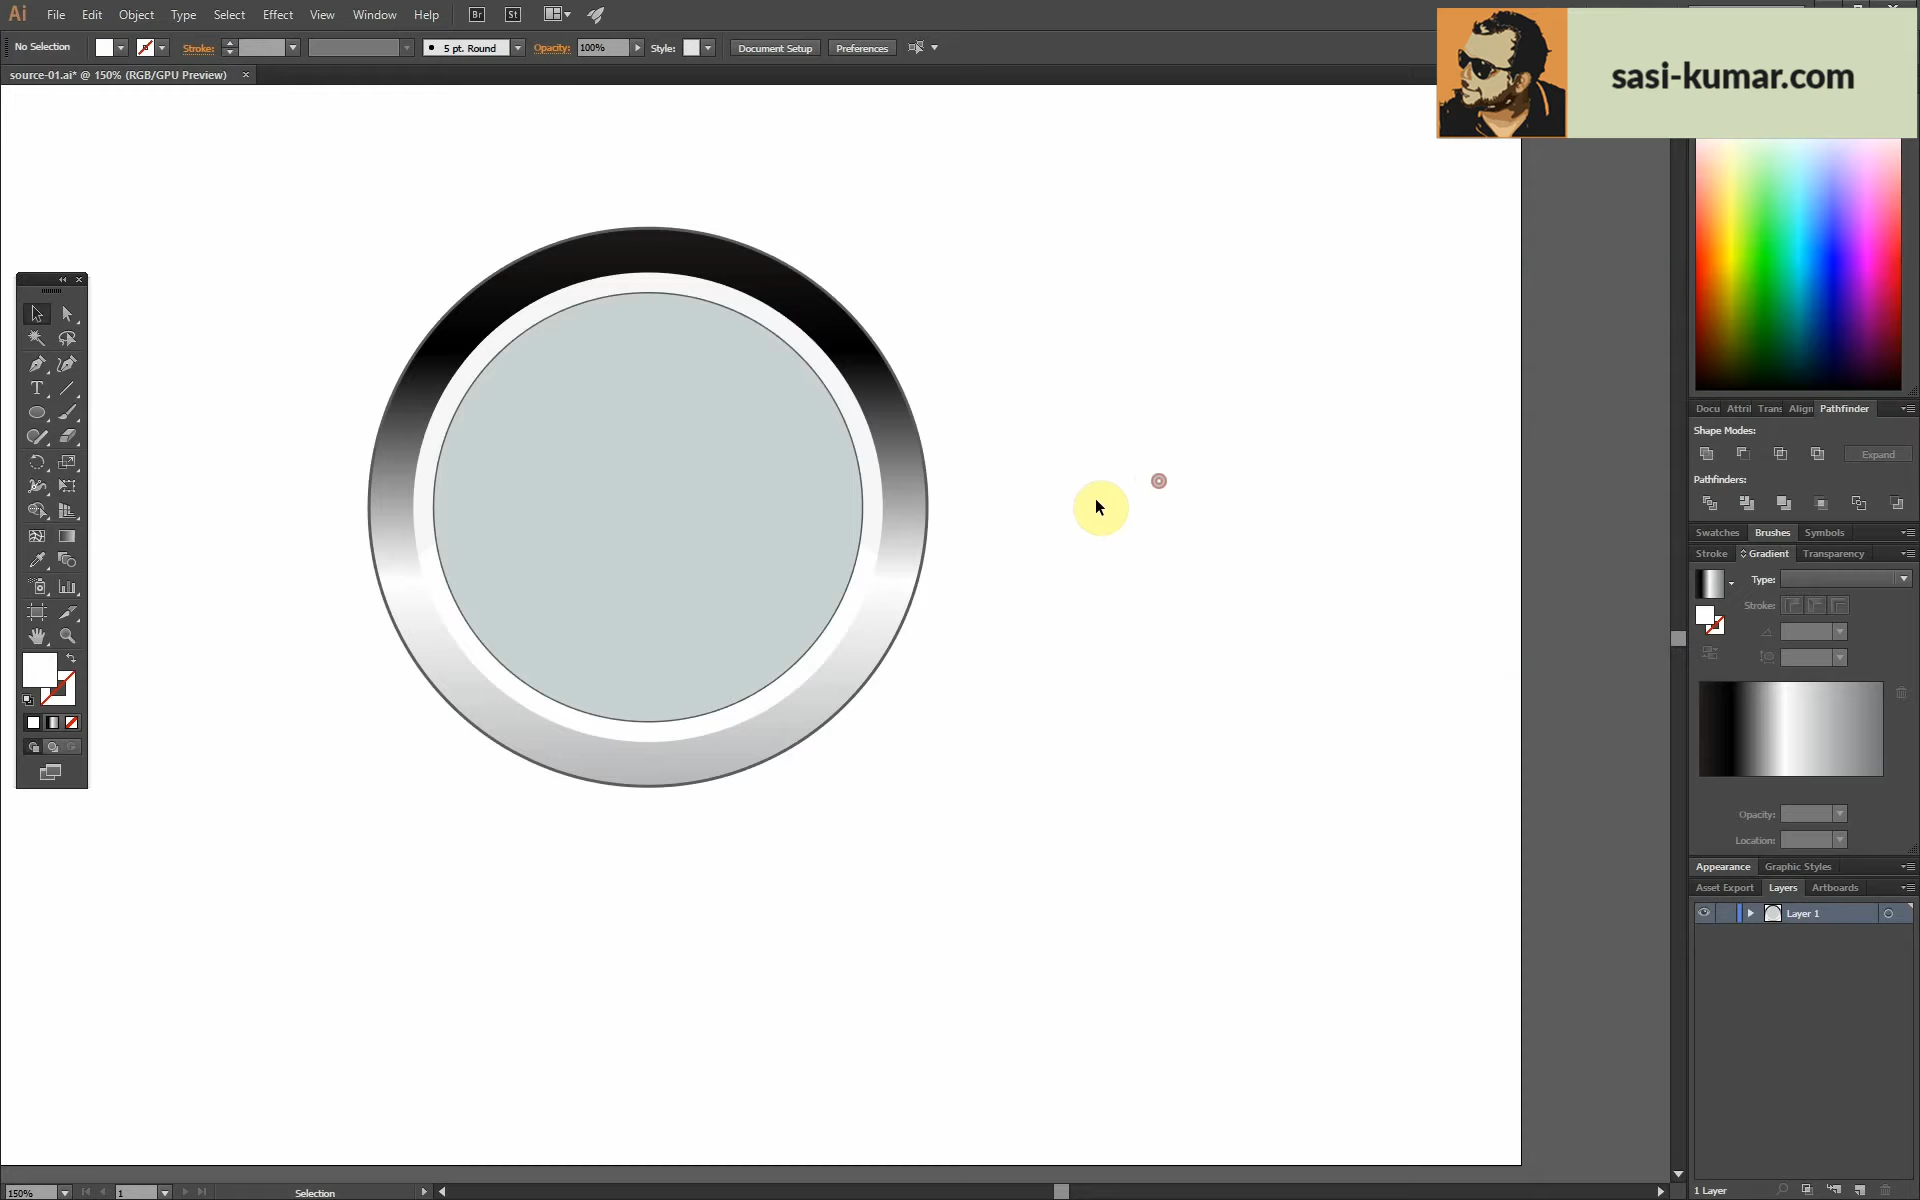 Ai File Edit Object Type Select Effect View Window Help Br St
sasi-kumar.com
No Selection Stroke: 5 pt. Round Opacity: 100% Style: Document Setup Preferences
source-01.ai* @ 150% (RGB/GPU Preview)
Docu Attril Trans Align Pathfinder
Shape Modes:
Expand
Pathfinders:
Swatches Brushes Symbols
Stroke Gradient Transparency
Type:
Stroke:
Opacity:
Location:
Appearance Graphic Styles
Asset Export Layers Artboards
Layer 1
150% 1 Selection 1 Layer